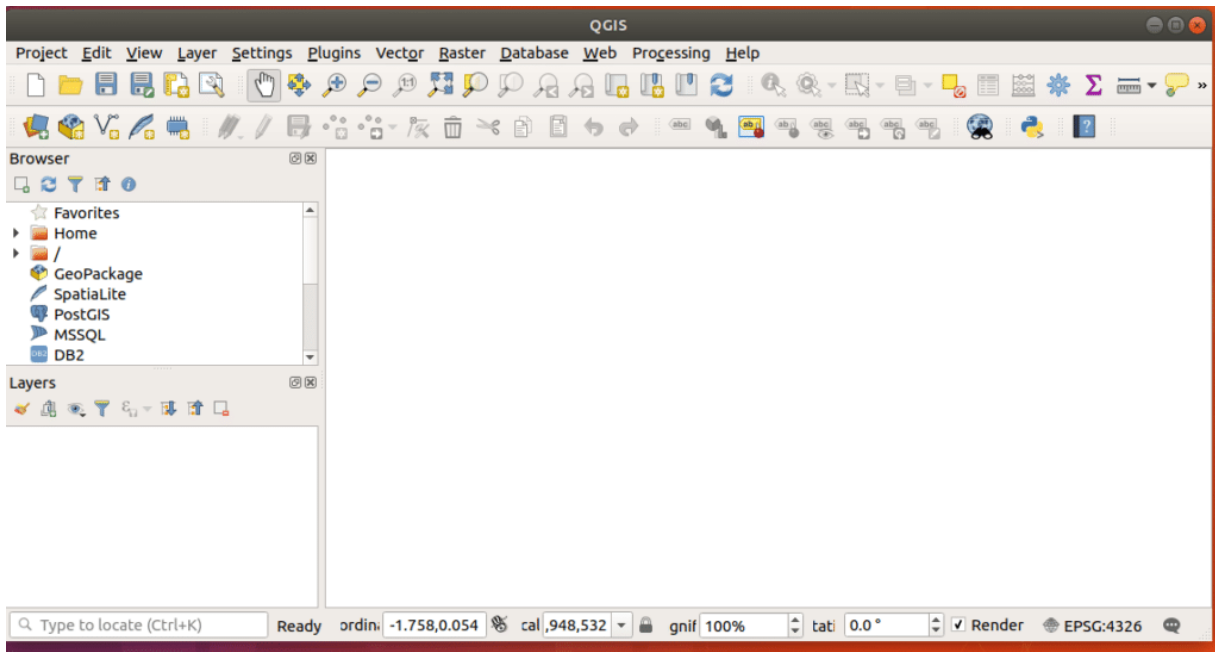 QGIS
Project Edit View Layer Settings Plugins Vector Raster Database Web Processing Help
Browser
Favorites
Home
/
GeoPackage
SpatiaLite
PostGIS
MSSQL
DB2
Layers
Type to locate (Ctrl+K) Ready ordin -1.758,0.054 cal ,948,532 gnif 100% tati 0.0 ° Render EPSG:4326